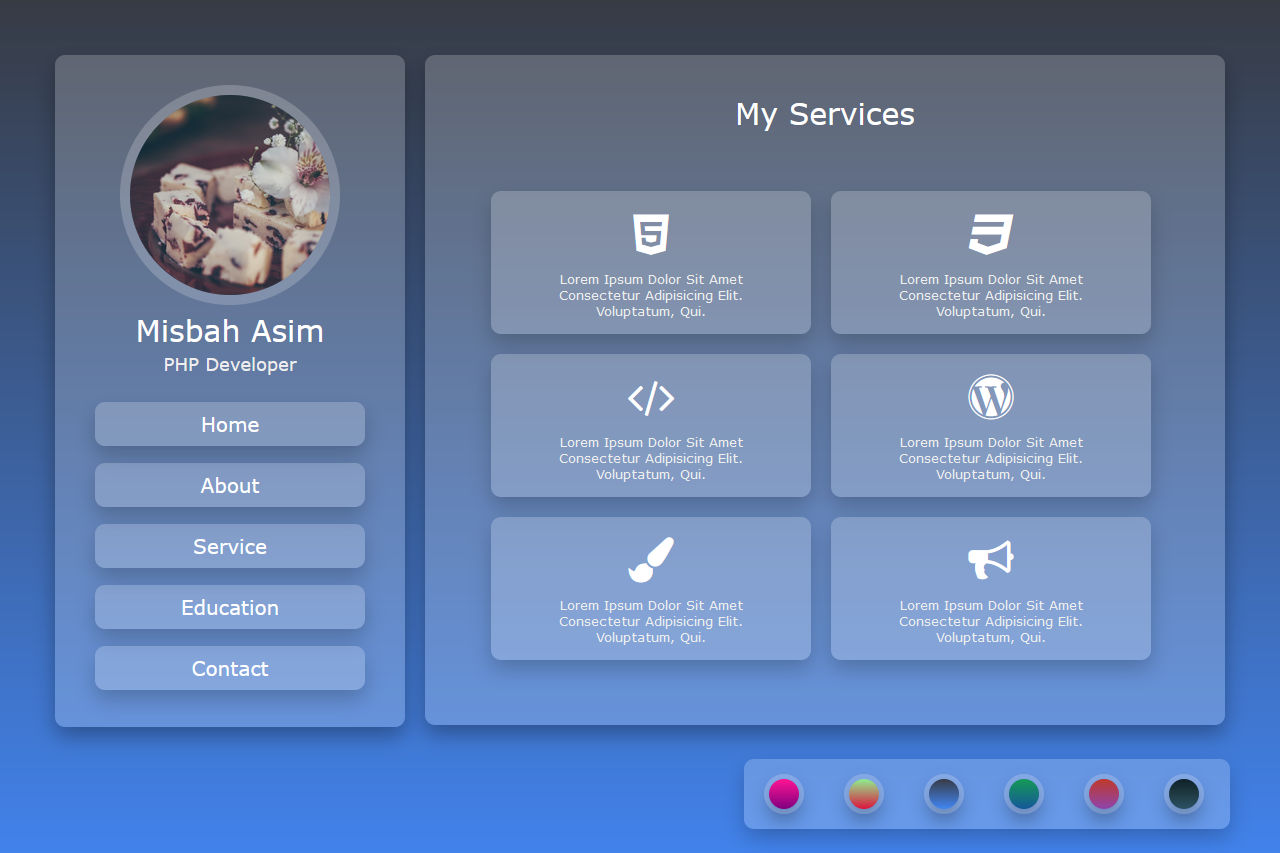 Misbah Asim
PHP Developer
Home
About
Service
Education
Contact
My Services
Lorem Ipsum Dolor Sit Amet
Consectetur Adipisicing Elit.
Voluptatum, Qui.
Lorem Ipsum Dolor Sit Amet
Consectetur Adipisicing Elit.
Voluptatum, Qui.
Lorem Ipsum Dolor Sit Amet
Consectetur Adipisicing Elit.
Voluptatum, Qui.
Lorem Ipsum Dolor Sit Amet
Consectetur Adipisicing Elit.
Voluptatum, Qui.
Lorem Ipsum Dolor Sit Amet
Consectetur Adipisicing Elit.
Voluptatum, Qui.
Lorem Ipsum Dolor Sit Amet
Consectetur Adipisicing Elit.
Voluptatum, Qui.